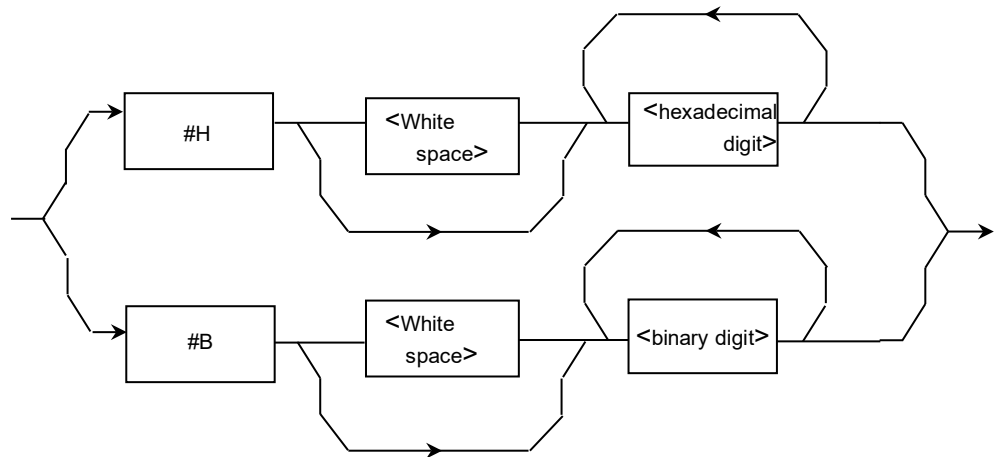 #H
<White
space>
<hexadecimal
digit>
#B
<White
space>
<binary digit>